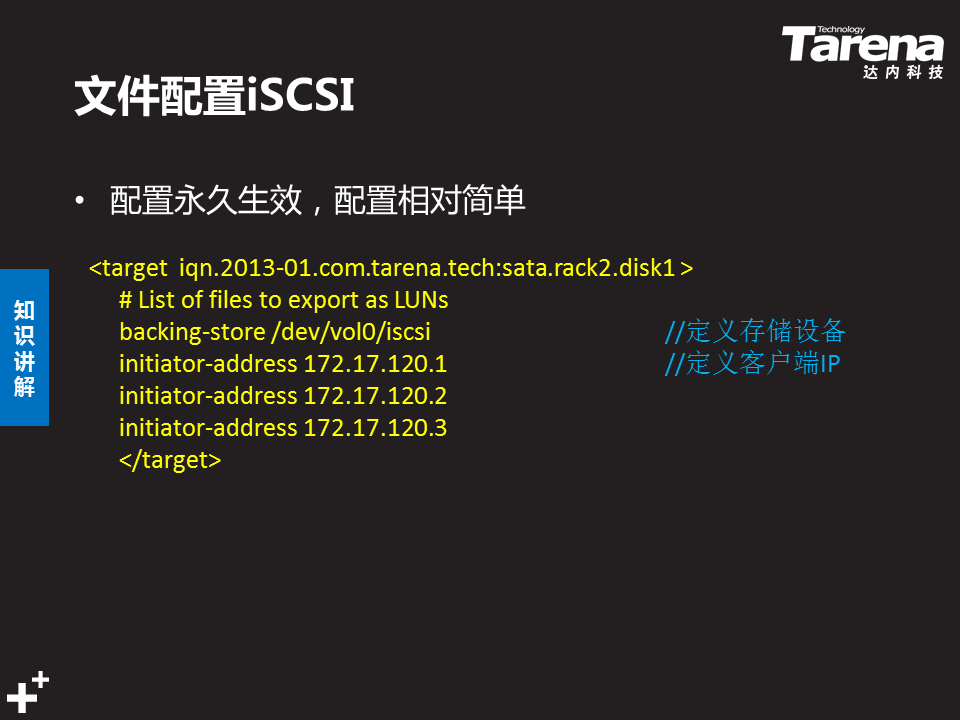 Technology
Tarena
达内科技
文件配置iSCSI
• 配置永久生效，配置相对简单
<target iqn.2013-01.com.tarena.tech:sata.rack2.disk1 >
# List of files to export as LUNs
backing-store /dev/vol0/iscsi //定义存储设备
initiator-address 172.17.120.1 //定义客户端IP
initiator-address 172.17.120.2
initiator-address 172.17.120.3
</target>
知
识
讲
解